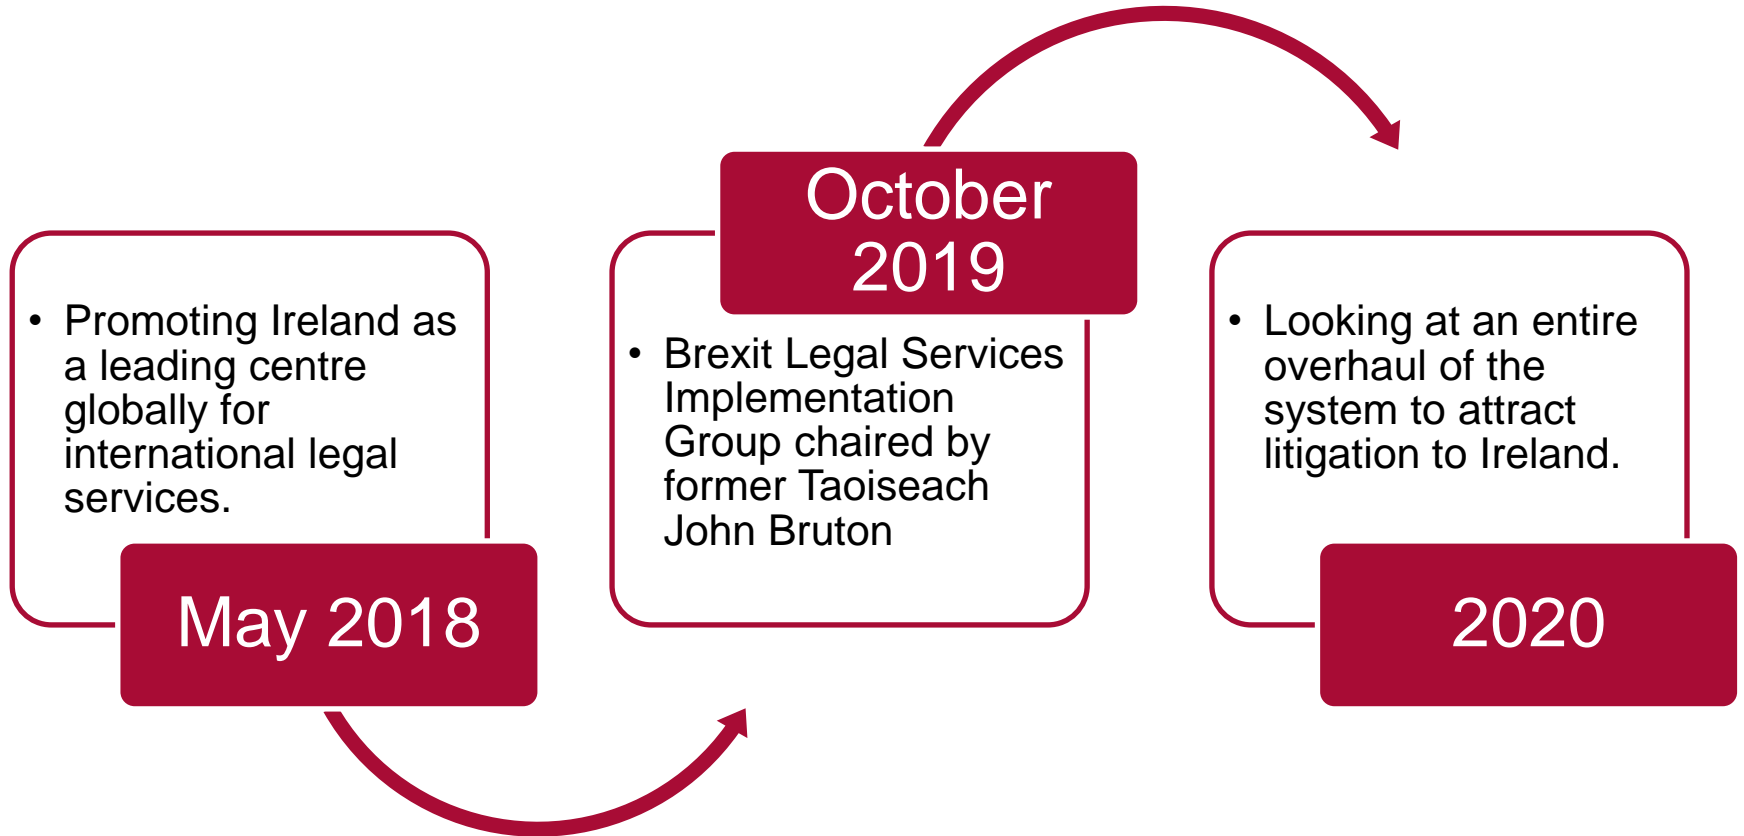 • Promoting Ireland as
a leading centre
globally for
international legal
services.
May 2018
October
2019
• Brexit Legal Services
Implementation
Group chaired by
former Taoiseach
John Bruton
• Looking at an entire
overhaul of the
system to attract
litigation to Ireland.
2020